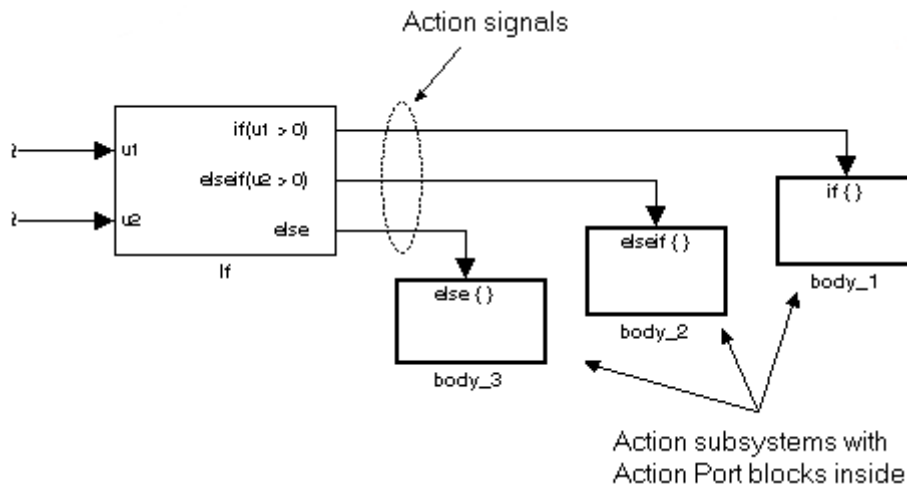 Action signals
u1
u2
if(u1 > 0)
elseif(u2 > 0)
else
If
if { }
body_1
elseif { }
body_2
else { }
body_3
Action subsystems with
Action Port blocks inside